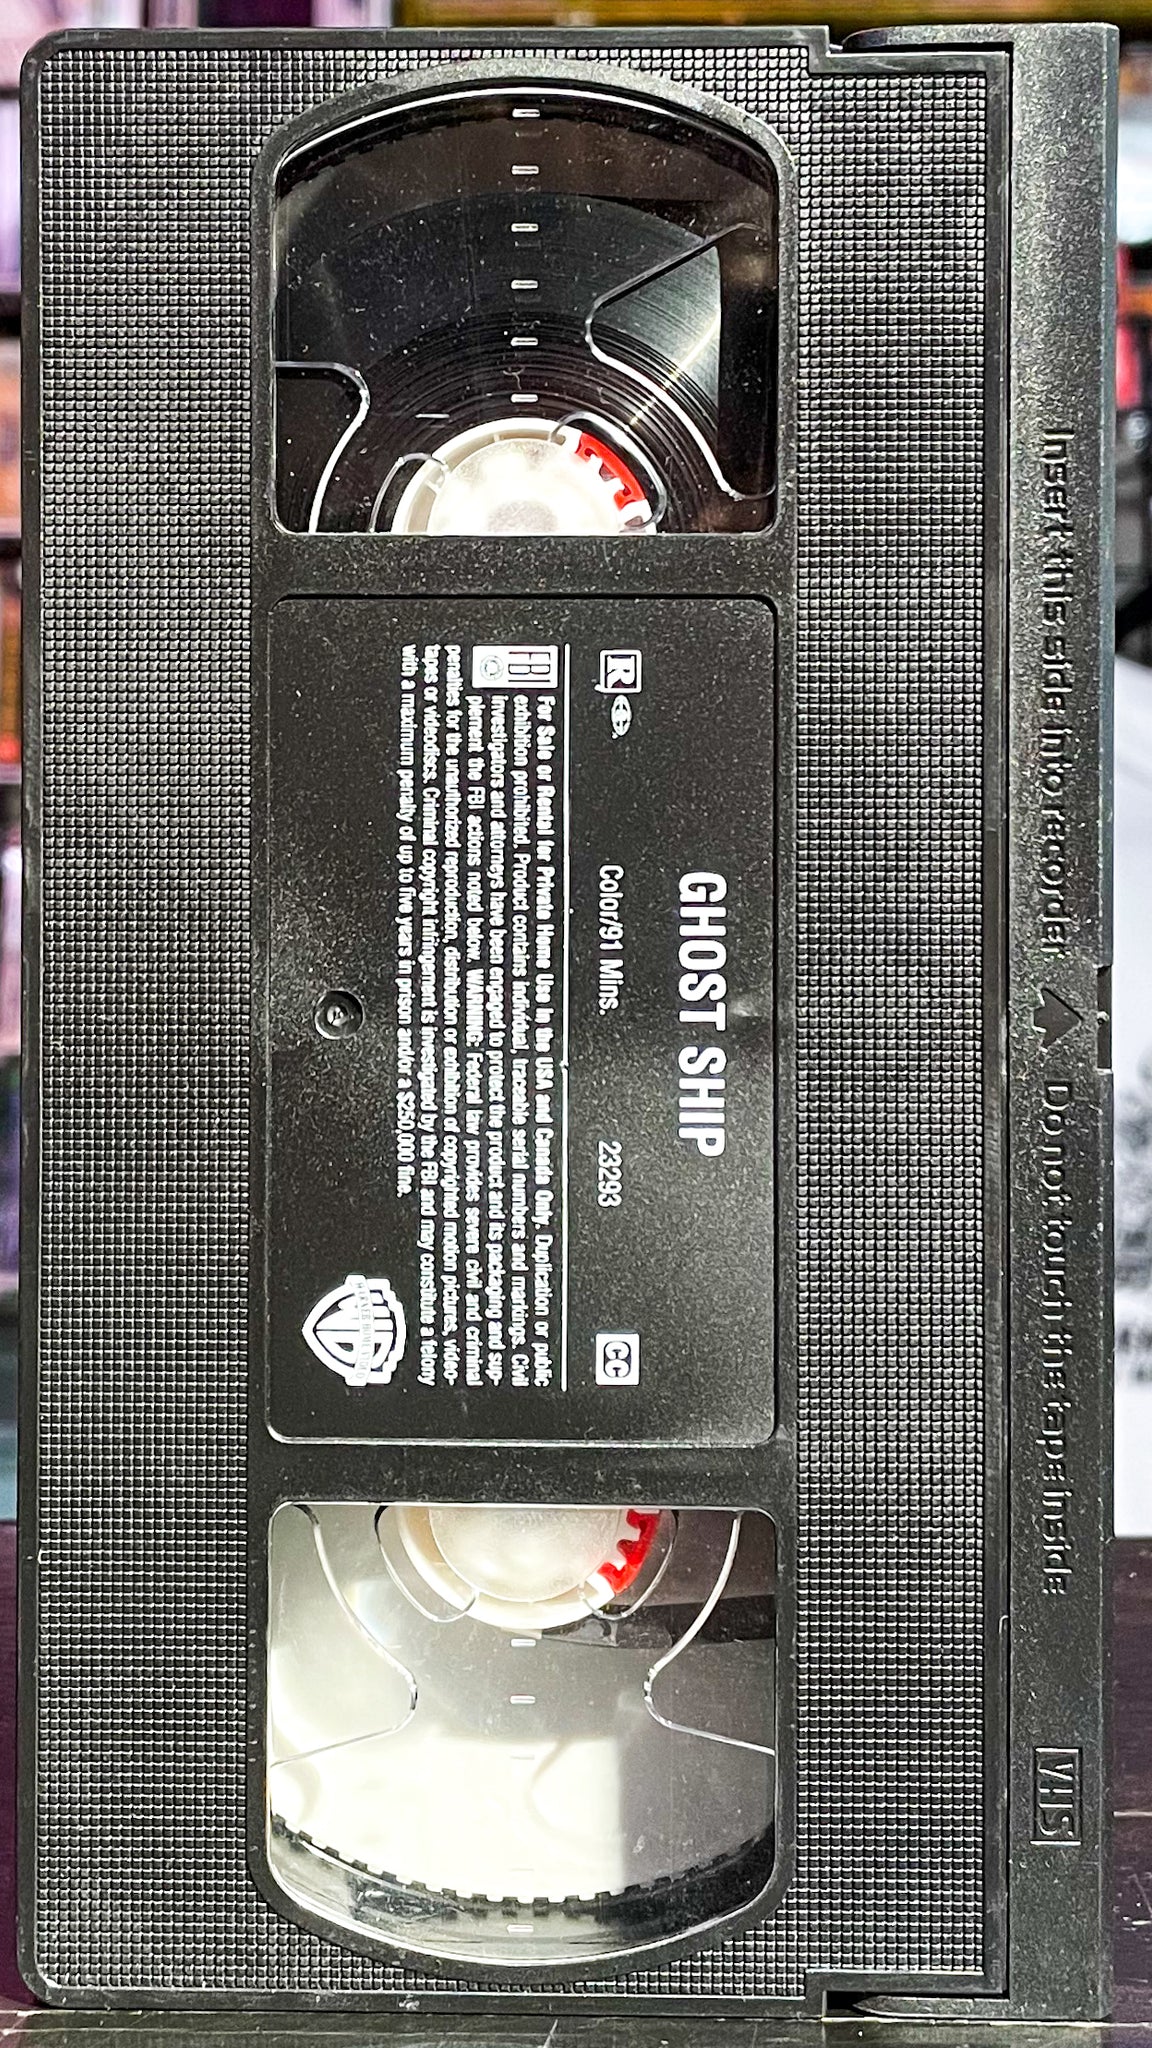 Insert this side into recorder ▲ Do not touch the tape inside
VHS
GHOST SHIP
R Color/91 Mins. 23293 CC
For Sale or Rental for Private Home Use in the USA and Canada Only. Duplication or public
exhibition prohibited. Product contains individual, traceable serial numbers and markings. Civil
FBI investigators and attorneys have been engaged to protect the product and its packaging and sup-
plement the FBI actions noted below. WARNING: Federal law provides severe civil and criminal
penalties for the unauthorized reproduction, distribution or exhibition of copyrighted motion pictures, video-
tapes or videodiscs. Criminal copyright infringement is investigated by the FBI and may constitute a felony
with a maximum penalty of up to five years in prison and/or a $250,000 fine.
WB
WARNER HOME VIDEO